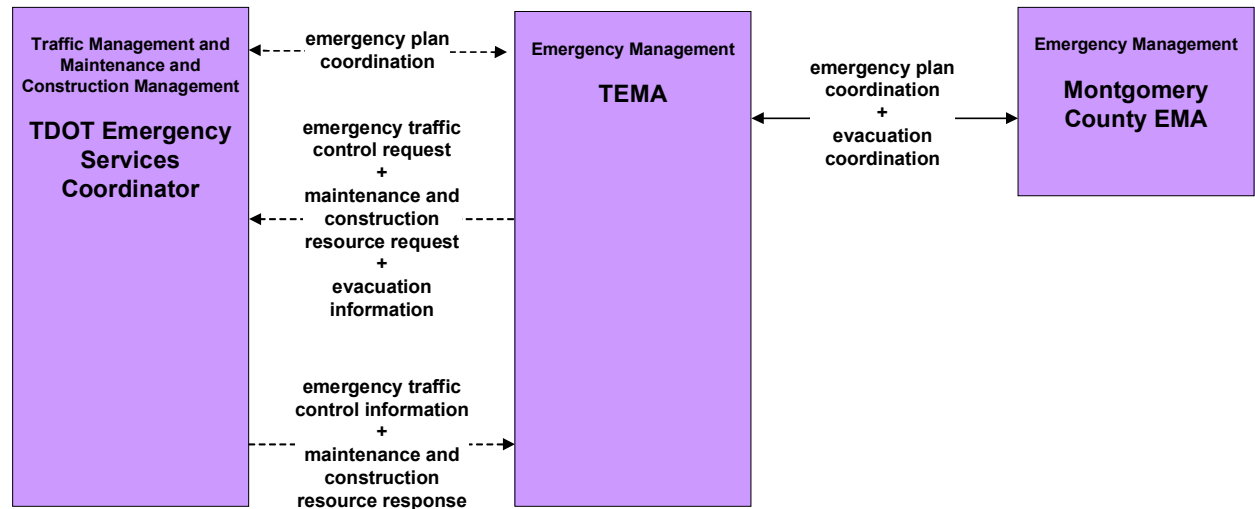 Traffic Management and
Maintenance and
Construction Management
TDOT Emergency
Services
Coordinator
emergency plan
coordination
emergency traffic
control request
+
maintenance and
construction
resource request
+
evacuation
information
emergency traffic
control information
+
maintenance and
construction
resource response
Emergency Management
TEMA
emergency plan
coordination
+
evacuation
coordination
Emergency Management
Montgomery
County EMA